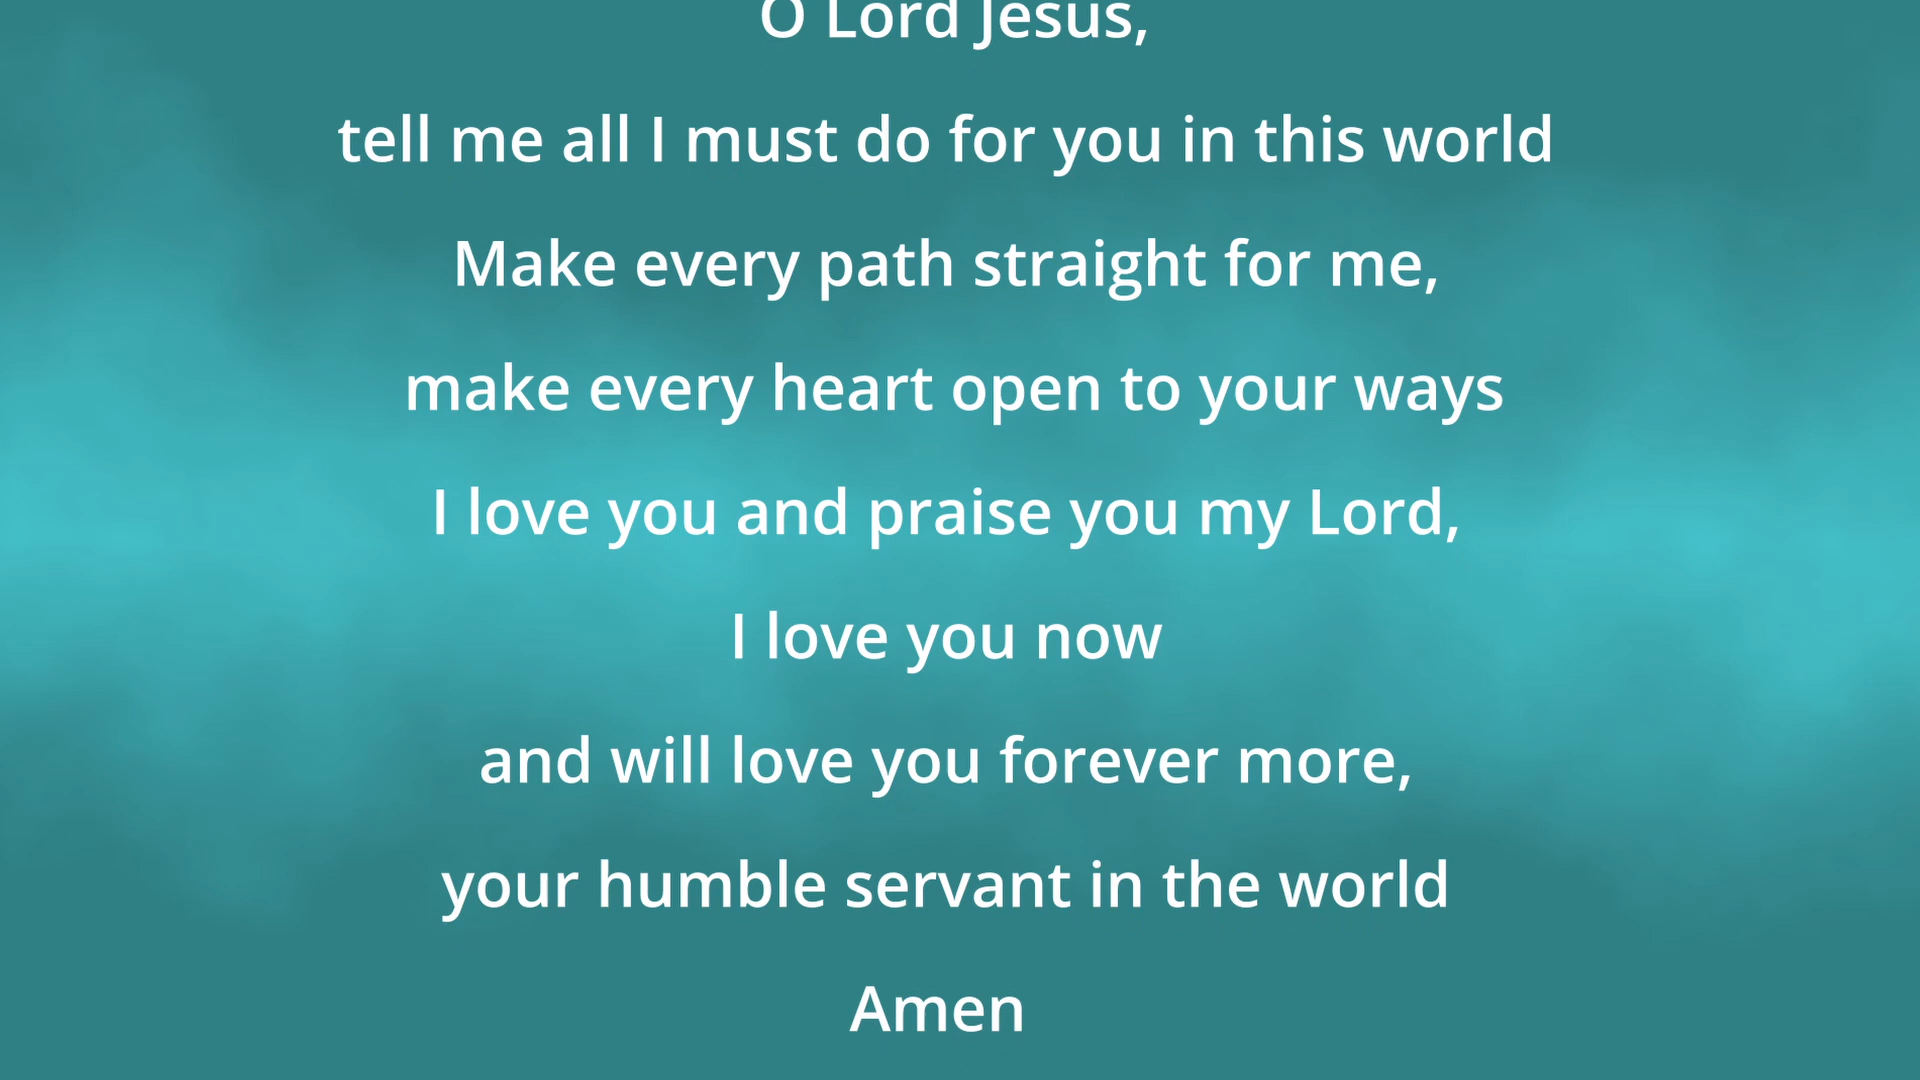 O Lord Jesus,
tell me all I must do for you in this world
Make every path straight for me,
make every heart open to your ways
I love you and praise you my Lord,
I love you now
and will love you forever more,
your humble servant in the world
Amen